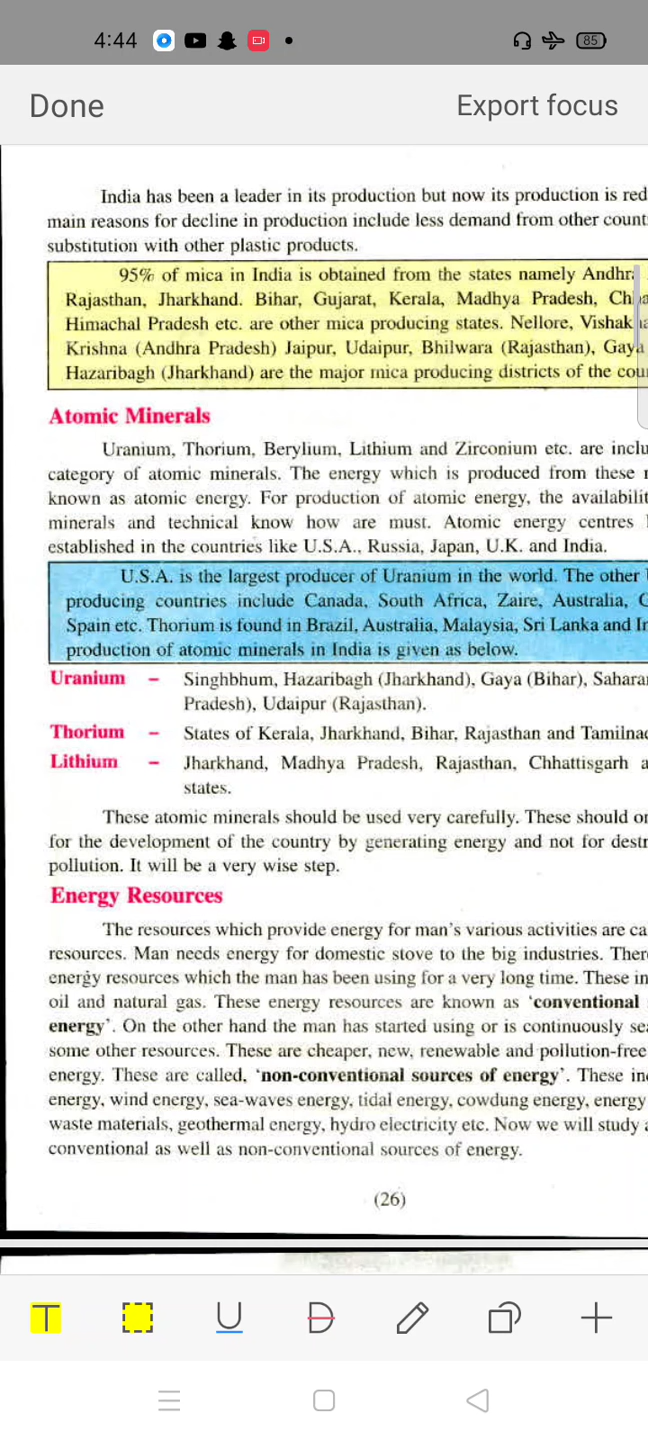 4:44
85
Done
Export focus
India has been a leader in its production but now its production is red
main reasons for decline in production include less demand from other count
substitution with other plastic products.
95% of mica in India is obtained from the states namely Andhr
Rajasthan, Jharkhand. Bihar, Gujarat, Kerala, Madhya Pradesh, Ch
Himachal Pradesh etc. are other mica producing states. Nellore, Vishak
Krishna (Andhra Pradesh) Jaipur, Udaipur, Bhilwara (Rajasthan), Gaya
Hazaribagh (Jharkhand) are the major mica producing districts of the cou
Atomic Minerals
Uranium, Thorium, Berylium, Lithium and Zirconium etc. are inclu
category of atomic minerals. The energy which is produced from these
known as atomic energy. For production of atomic energy, the availabilit
minerals and technical know how are must. Atomic energy centres
established in the countries like U.S.A., Russia, Japan, U.K. and India.
U.S.A. is the largest producer of Uranium in the world. The other
producing countries include Canada, South Africa, Zaire, Australia,
Spain etc. Thorium is found in Brazil, Australia, Malaysia, Sri Lanka and In
production of atomic minerals in India is given as below.
Uranium – Singhbhum, Hazaribagh (Jharkhand), Gaya (Bihar), Sahara
Pradesh), Udaipur (Rajasthan).
Thorium – States of Kerala, Jharkhand, Bihar, Rajasthan and Tamilna
Lithium – Jharkhand, Madhya Pradesh, Rajasthan, Chhattisgarh a
states.
These atomic minerals should be used very carefully. These should on
for the development of the country by generating energy and not for destr
pollution. It will be a very wise step.
Energy Resources
The resources which provide energy for man's various activities are ca
resources. Man needs energy for domestic stove to the big industries. Ther
energy resources which the man has been using for a very long time. These in
oil and natural gas. These energy resources are known as 'conventional
energy'. On the other hand the man has started using or is continuously sea
some other resources. These are cheaper, new, renewable and pollution-free
energy. These are called, 'non-conventional sources of energy'. These in
energy, wind energy, sea-waves energy, tidal energy, cowdung energy, energy
waste materials, geothermal energy, hydro electricity etc. Now we will study a
conventional as well as non-conventional sources of energy.
(26)